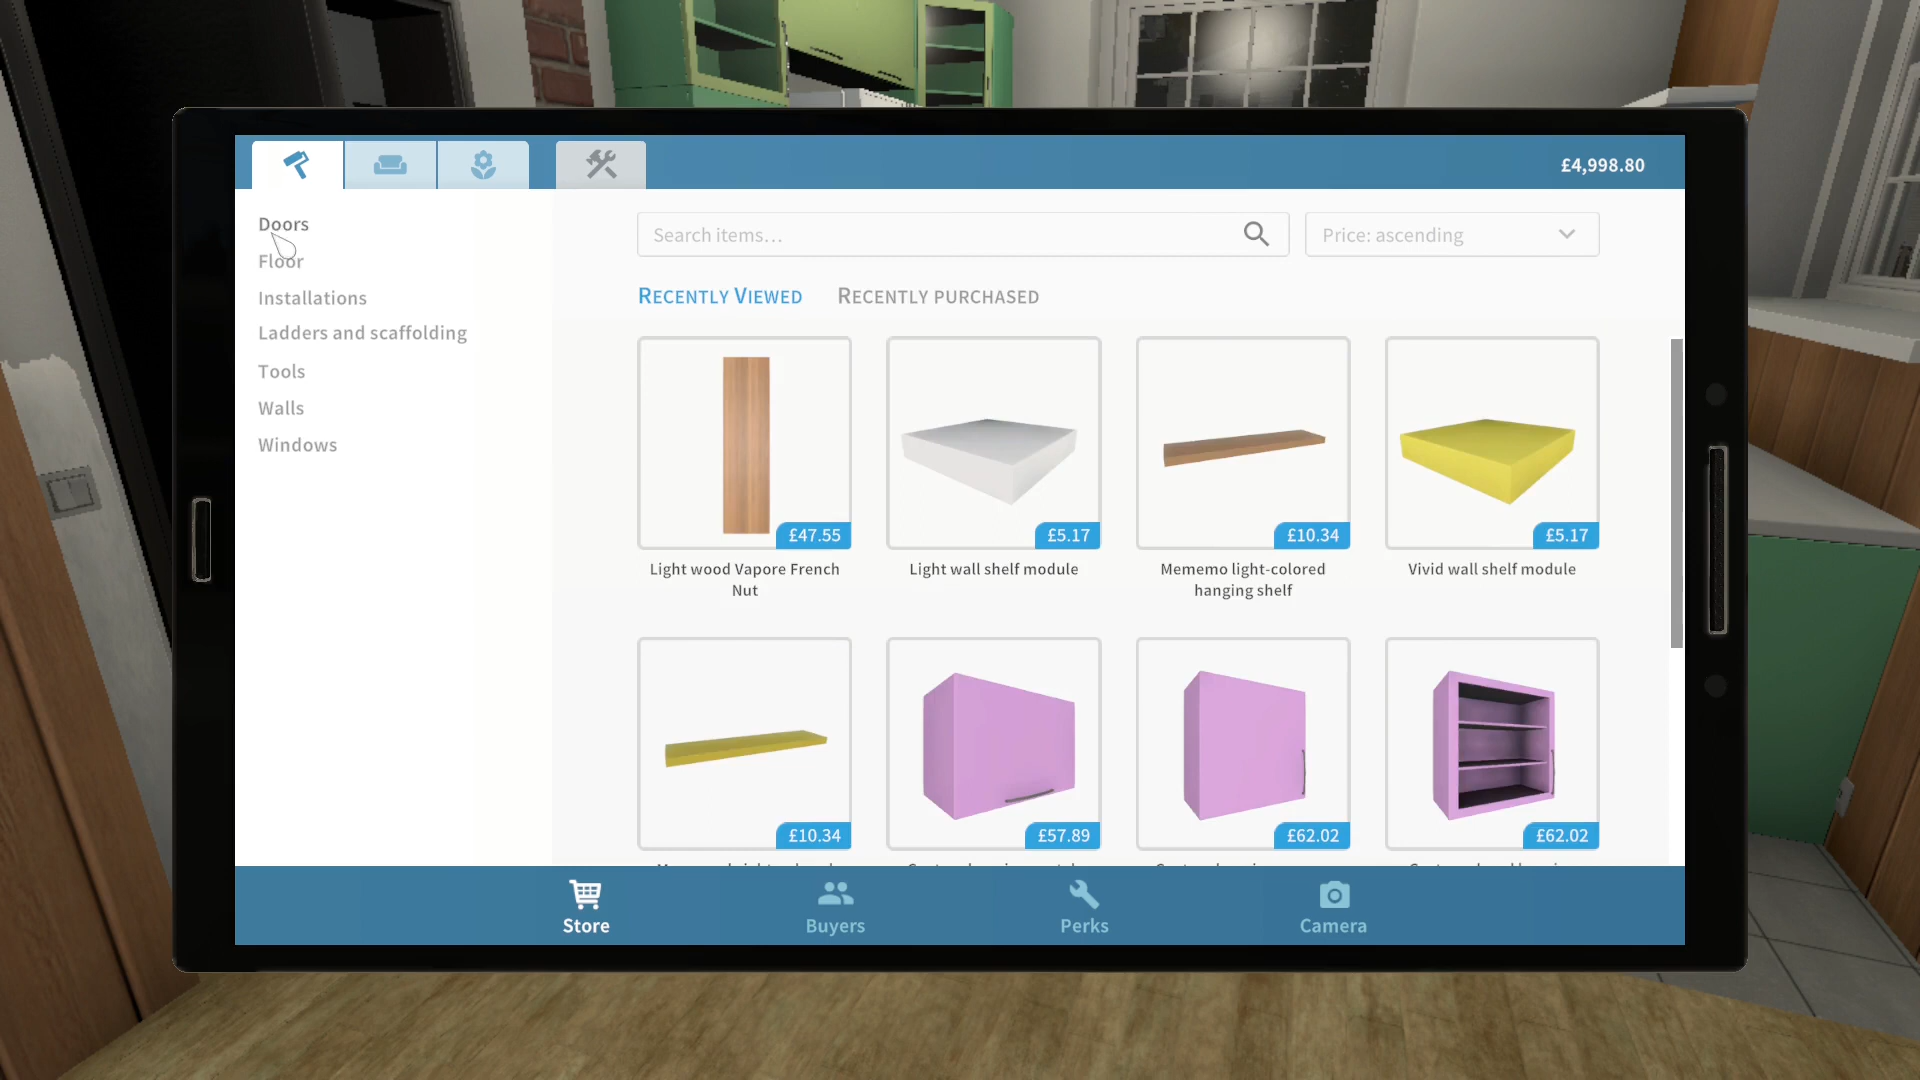 £4,998.80
Doors
Floor
Installations
Ladders and scaffolding
Tools
Walls
Windows
Search items...
Price: ascending
RECENTLY VIEWED
RECENTLY PURCHASED
£47.55
£5.17
£10.34
£5.17
Light wood Vapore French
Nut
Light wall shelf module
Mememo light-colored
hanging shelf
Vivid wall shelf module
£10.34
£57.89
£62.02
£62.02
Store
Buyers
Perks
Camera